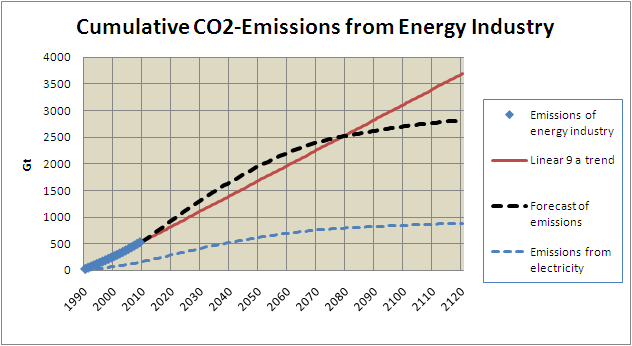 Cumulative CO2-Emissions from Energy Industry
4000
3500
3000
2500
2000
1500
1000
500
0
Gt
1990
2000
2010
2020
2030
2040
2050
2060
2070
2080
2090
2100
2110
2120
Emissions of
energy industry
Linear 9 a trend
Forecast of
emissions
Emissions from
electricity